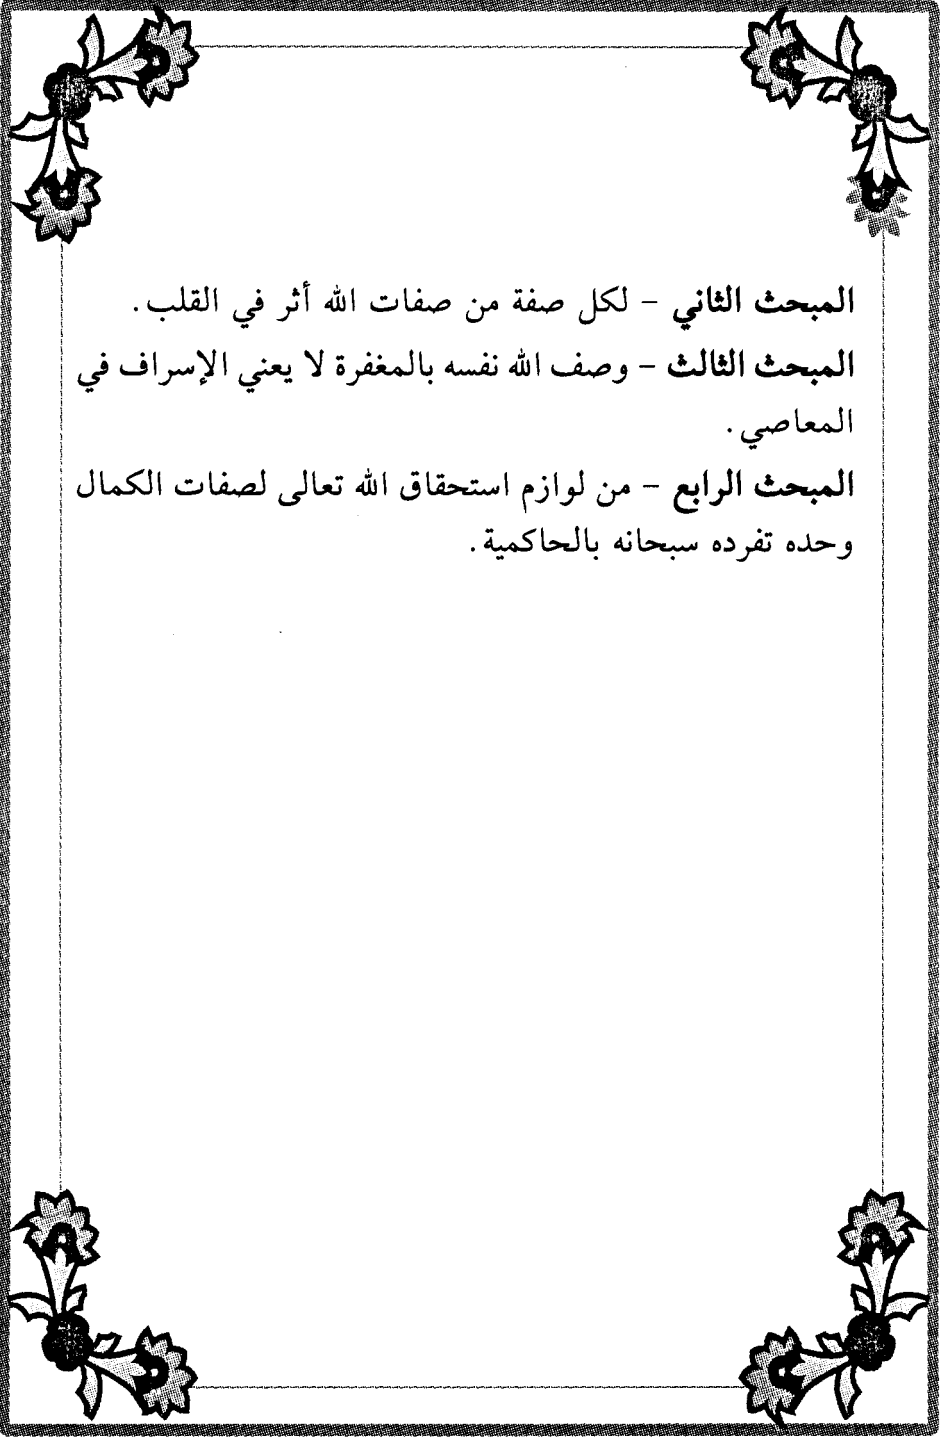 المبحث الثاني - لكل صفة من صفات الله أثر في القلب.
المبحث الثالث - وصف الله نفسه بالمغفرة لا يعني الإسراف في
المعاصي.
المبحث الرابع - من لوازم استحقاق الله تعالى لصفات الكمال
وحده تفرده سبحانه بالحاكمية.